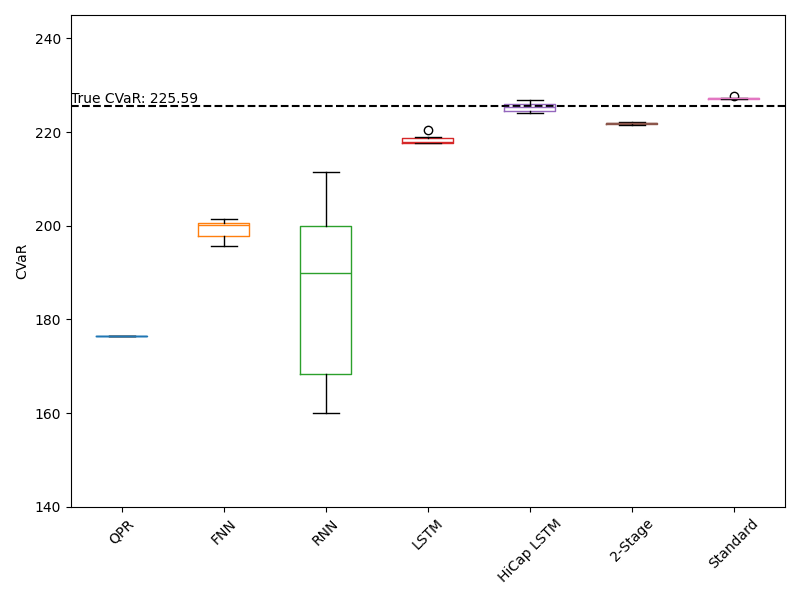 240
True CVaR: 225.59
220
200
CVaR
180
160
140
QPR
FNN
RNN
LSTM
HiCap LSTM
2-Stage
Standard